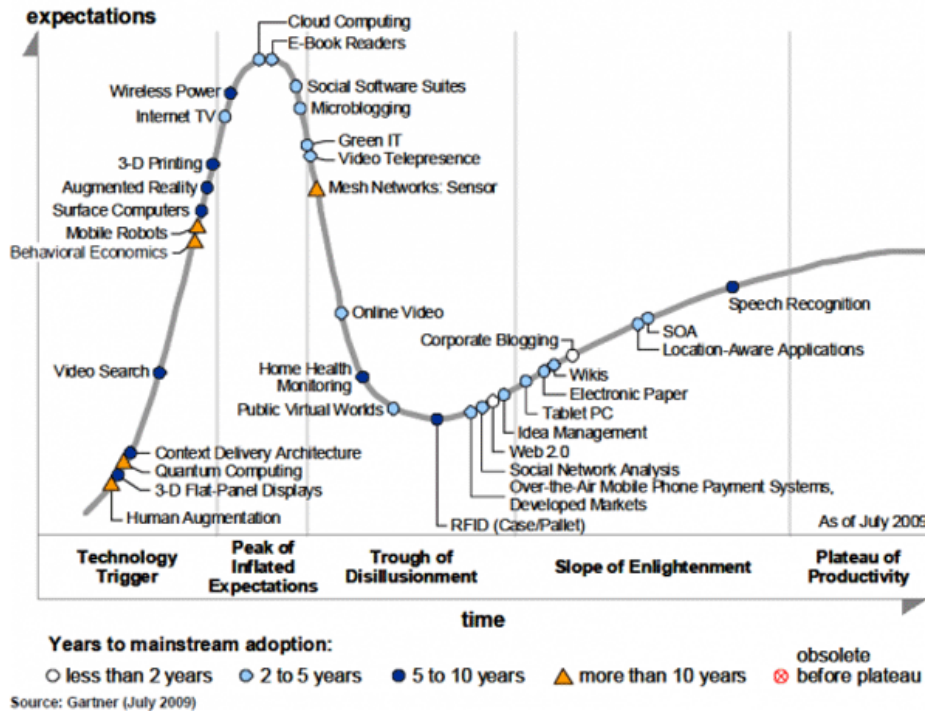 expectations
Cloud Computing
E-Book Readers
Wireless Power
Social Software Suites
Internet TV
Microblogging
Green IT
3-D Printing
Video Telepresence
Augmented Reality
Mesh Networks: Sensor
Surface Computers
Mobile Robots
Behavioral Economics
Online Video
Speech Recognition
Corporate Blogging
SOA
Location-Aware Applications
Video Search
Home Health
Monitoring
Wikis
Electronic Paper
Public Virtual Worlds
Tablet PC
Idea Management
Context Delivery Architecture
Web 2.0
Quantum Computing
Social Network Analysis
3-D Flat-Panel Displays
Over-the-Air Mobile Phone Payment Systems,
Developed Markets
Human Augmentation
RFID (Case/Pallet)
As of July 2009
Technology
Trigger
Peak of
Inflated
Expectations
Trough of
Disillusionment
Slope of Enlightenment
Plateau of
Productivity
time
Years to mainstream adoption:
less than 2 years
2 to 5 years
5 to 10 years
more than 10 years
obsolete
before plateau
Source: Gartner (July 2009)